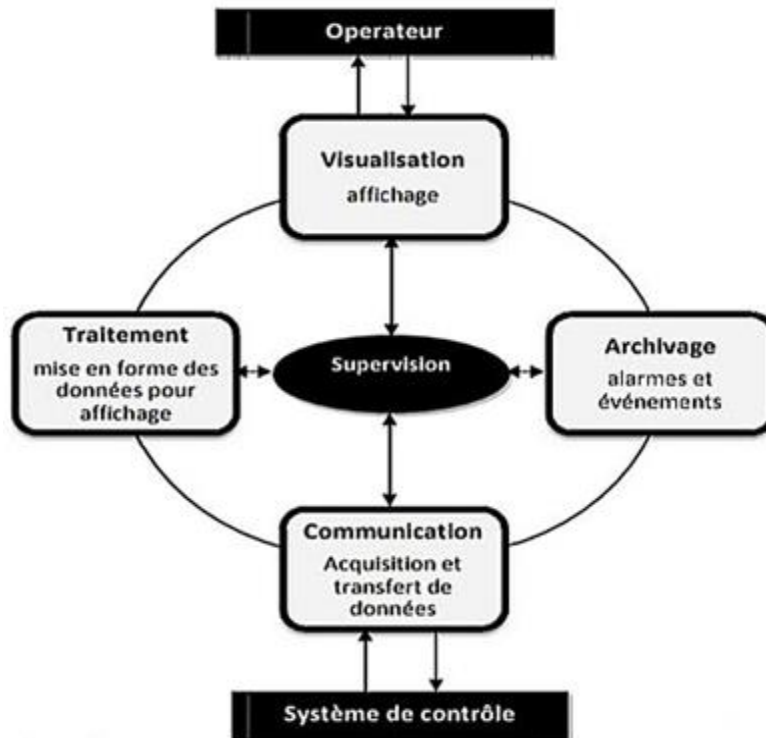 Operateur
Visualisation
affichage
Traitement
mise en forme des
données pour
affichage
Supervision
Archivage
alarmes et
événements
Communication
Acquisition et
transfert de
données
Système de contrôle